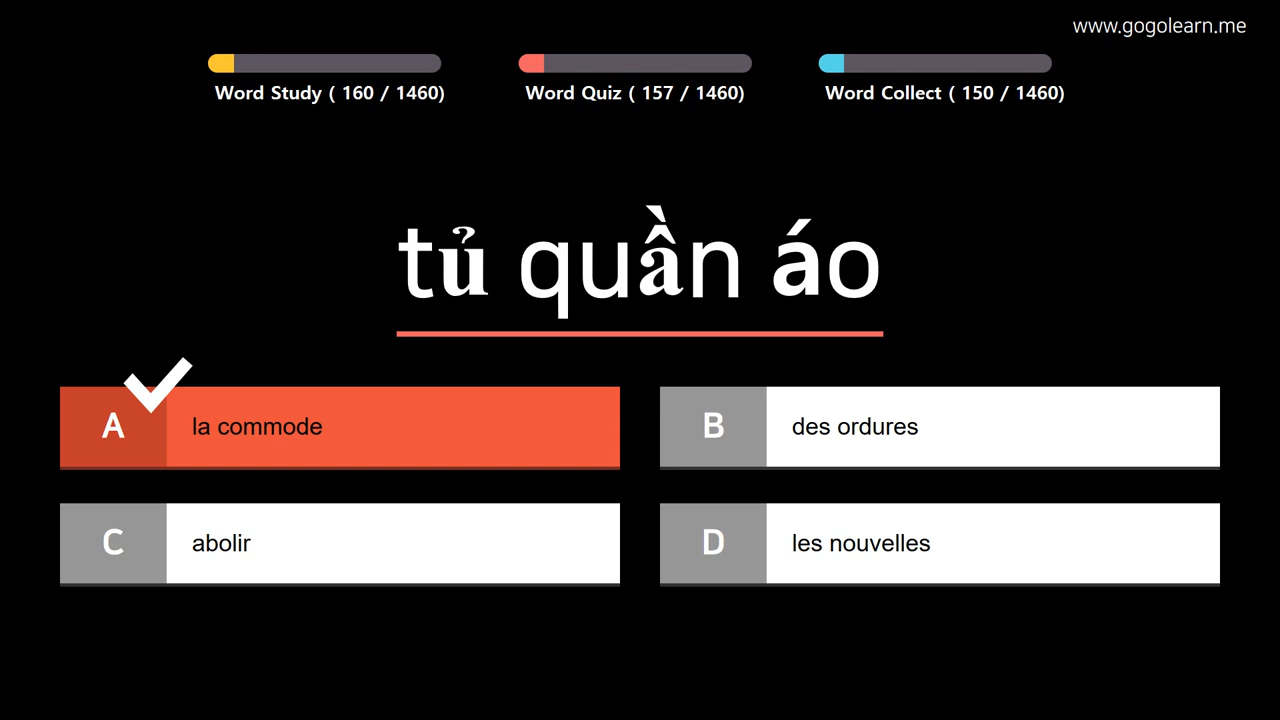 www.gogolearn.me
Word Study ( 160 / 1460)
Word Quiz ( 157 / 1460)
Word Collect ( 150 / 1460)
tủ quần áo
A la commode
B des ordures
C abolir
D les nouvelles